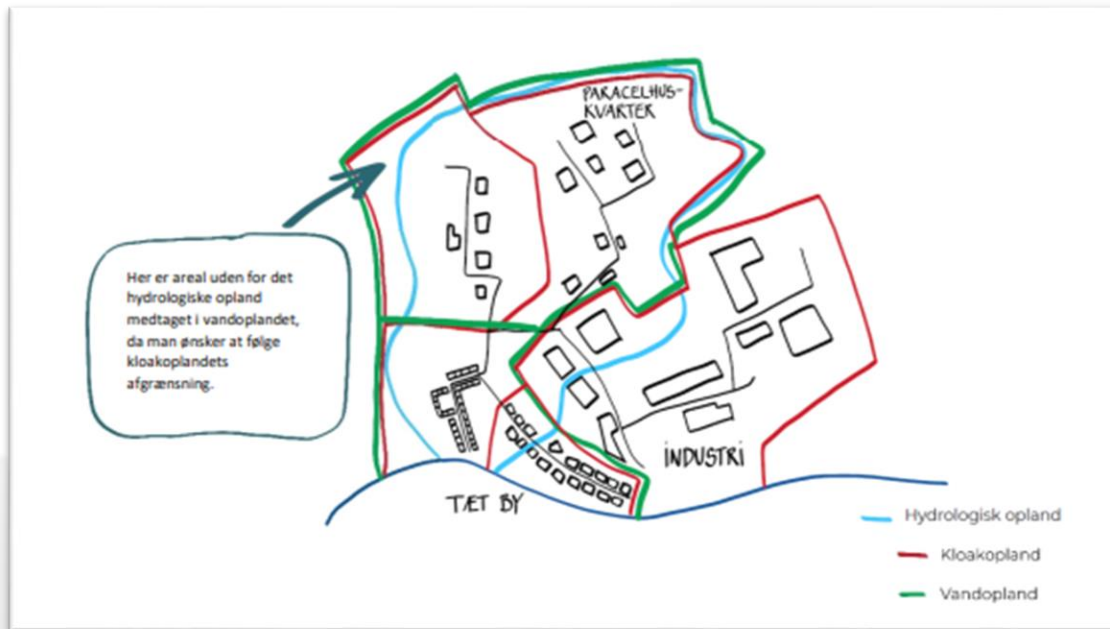 PARACELHUS-
KVARTER
Her er areal uden for det
hydrologiske opland
medtaget i vandoplandet,
da man ønsker at følge
kloakoplandets
afgrænsning.
INDUSTRI
TÆT BY
Hydrologisk opland
Kloakopland
Vandopland